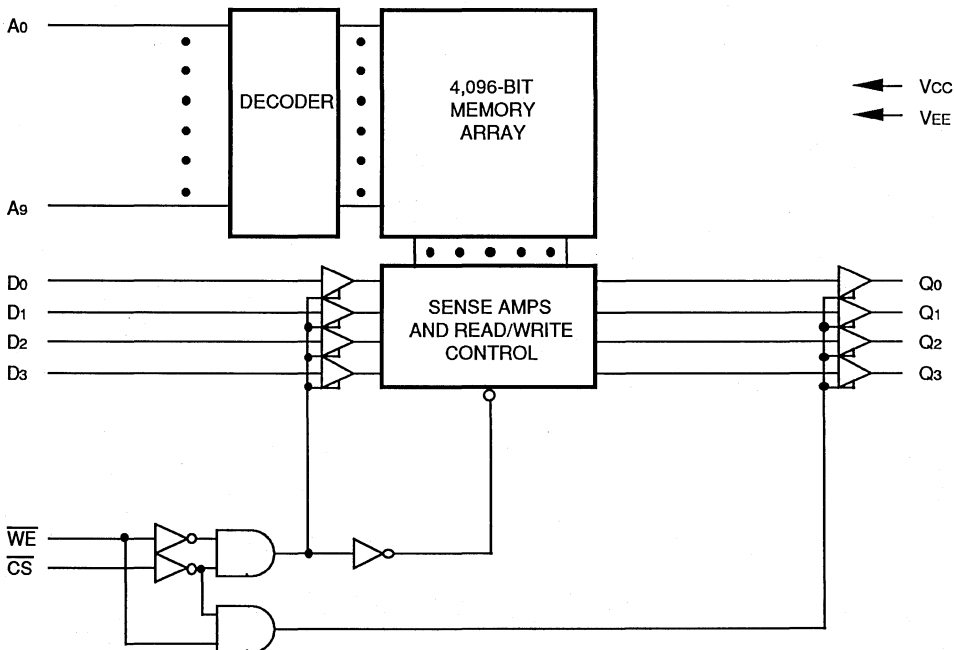 A0
DECODER
4,096-BIT
MEMORY
ARRAY
VCC
VEE
A9
D0
D1
D2
D3
SENSE AMPS
AND READ/WRITE
CONTROL
Q0
Q1
Q2
Q3
WE
CS